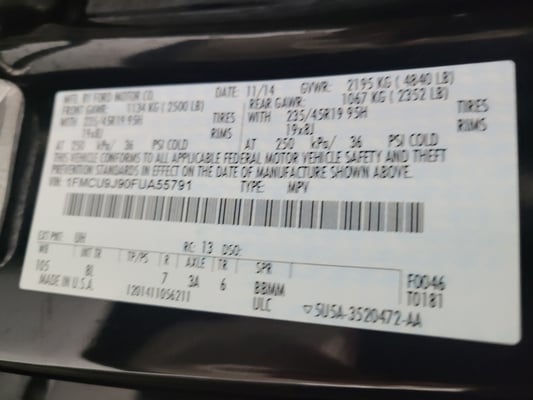 MFD. BY FORD MOTOR CO. DATE: 11/14 GVWR: 2195 KG ( 4840 LB)
FRONT GAWR: 1134 KG ( 2500 LB) REAR GAWR: 1067 KG ( 2352 LB)
WITH 235/45R19 95H TIRES WITH 235/45R19 95H TIRES
19x8J RIMS 19x8J RIMS
AT 250 kPa/ 36 PSI COLD AT 250 kPa/ 36 PSI COLD
THIS VEHICLE CONFORMS TO ALL APPLICABLE FEDERAL MOTOR VEHICLE SAFETY AND THEFT
PREVENTION STANDARDS IN EFFECT ON THE DATE OF MANUFACTURE SHOWN ABOVE.
VIN: 1FMCU9J90FUA55791 TYPE: MPV
EXT PNT: UH RC: 13 DSO:
WB INT TR TP/PS R AXLE TR SPR F0046
105 8L 7 3A 6 BBMM T0181
MADE IN U.S.A. 1201411056211 ULC ▽5U5A-3520472-AA